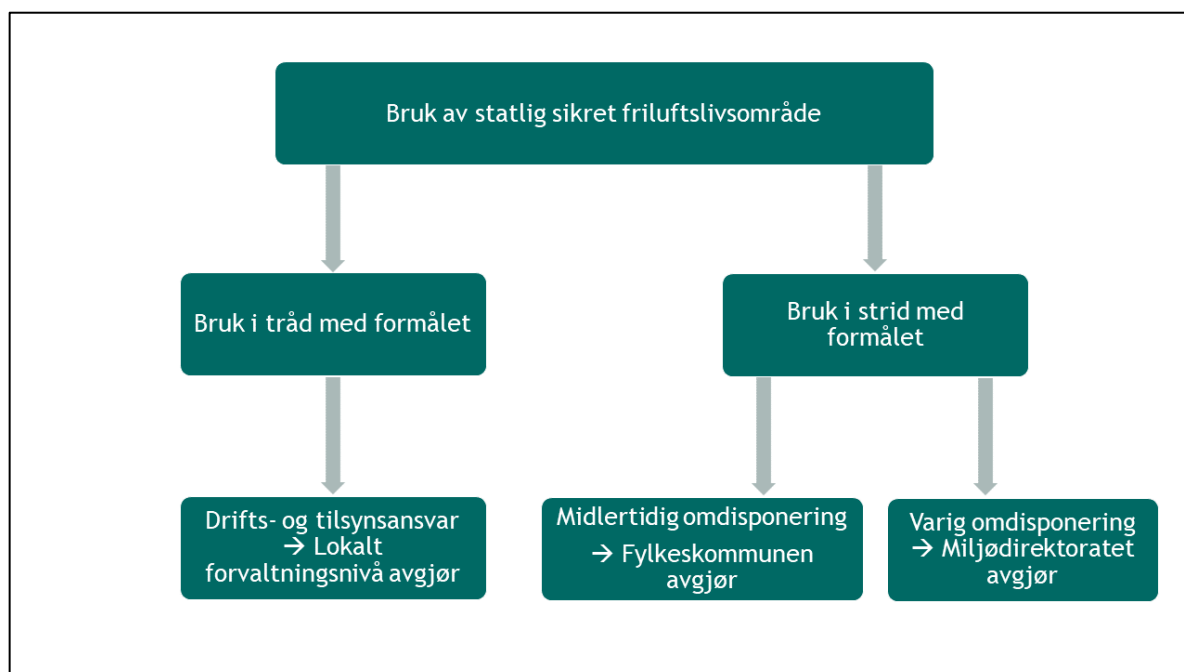 Bruk av statlig sikret friluftslivsområde
Bruk i tråd med formålet
Bruk i strid med
formålet
Drifts- og tilsynsansvar
→ Lokalt
forvaltningsnivå avgjør
Midlertidig omdisponering
→ Fylkeskommunen
avgjør
Varig omdisponering
→ Miljødirektoratet
avgjør